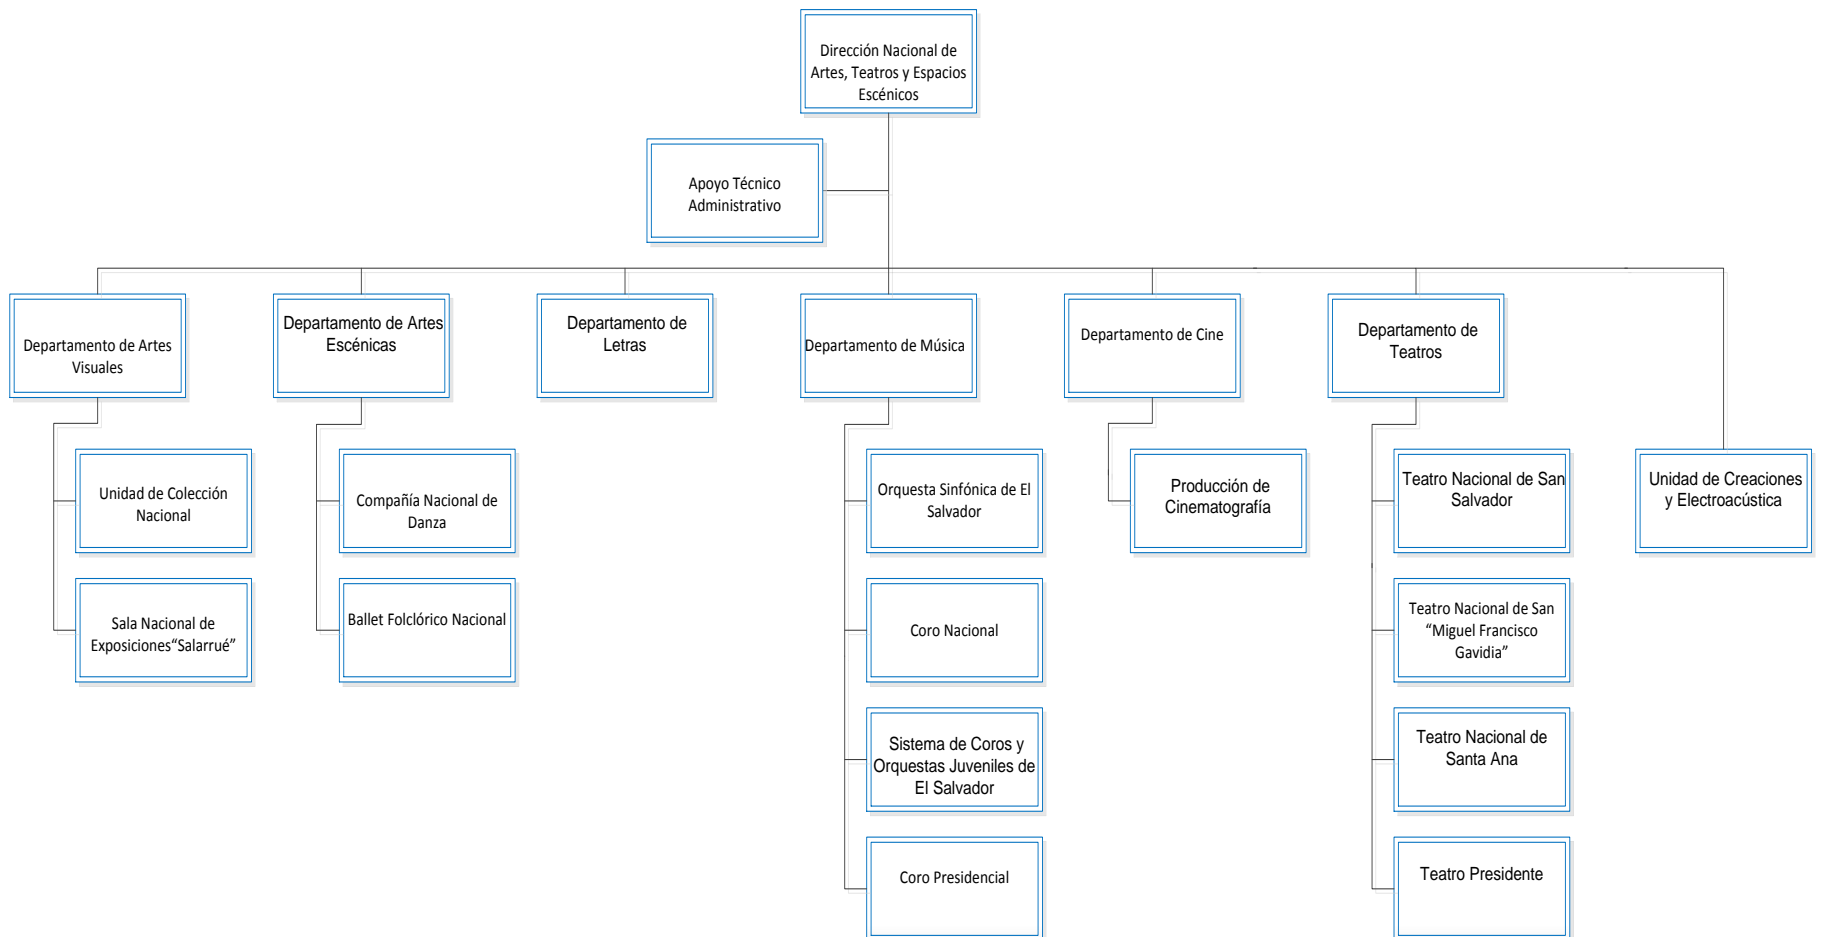 Dirección Nacional de
Artes, Teatros y Espacios
Escénicos
Apoyo Técnico
Administrativo
Departamento de Artes
Visuales
Departamento de Artes
Escénicas
Departamento de
Letras
Departamento de Música
Departamento de Cine
Departamento de
Teatros
Unidad de Colección
Nacional
Compañía Nacional de
Danza
Orquesta Sinfónica de El
Salvador
Producción de
Cinematografía
Teatro Nacional de San
Salvador
Unidad de Creaciones
y Electroacústica
Sala Nacional de
Exposiciones“Salarrué”
Ballet Folclórico Nacional
Coro Nacional
Teatro Nacional de San
“Miguel Francisco
Gavidia”
Sistema de Coros y
Orquestas Juveniles de
El Salvador
Teatro Nacional de
Santa Ana
Coro Presidencial
Teatro Presidente